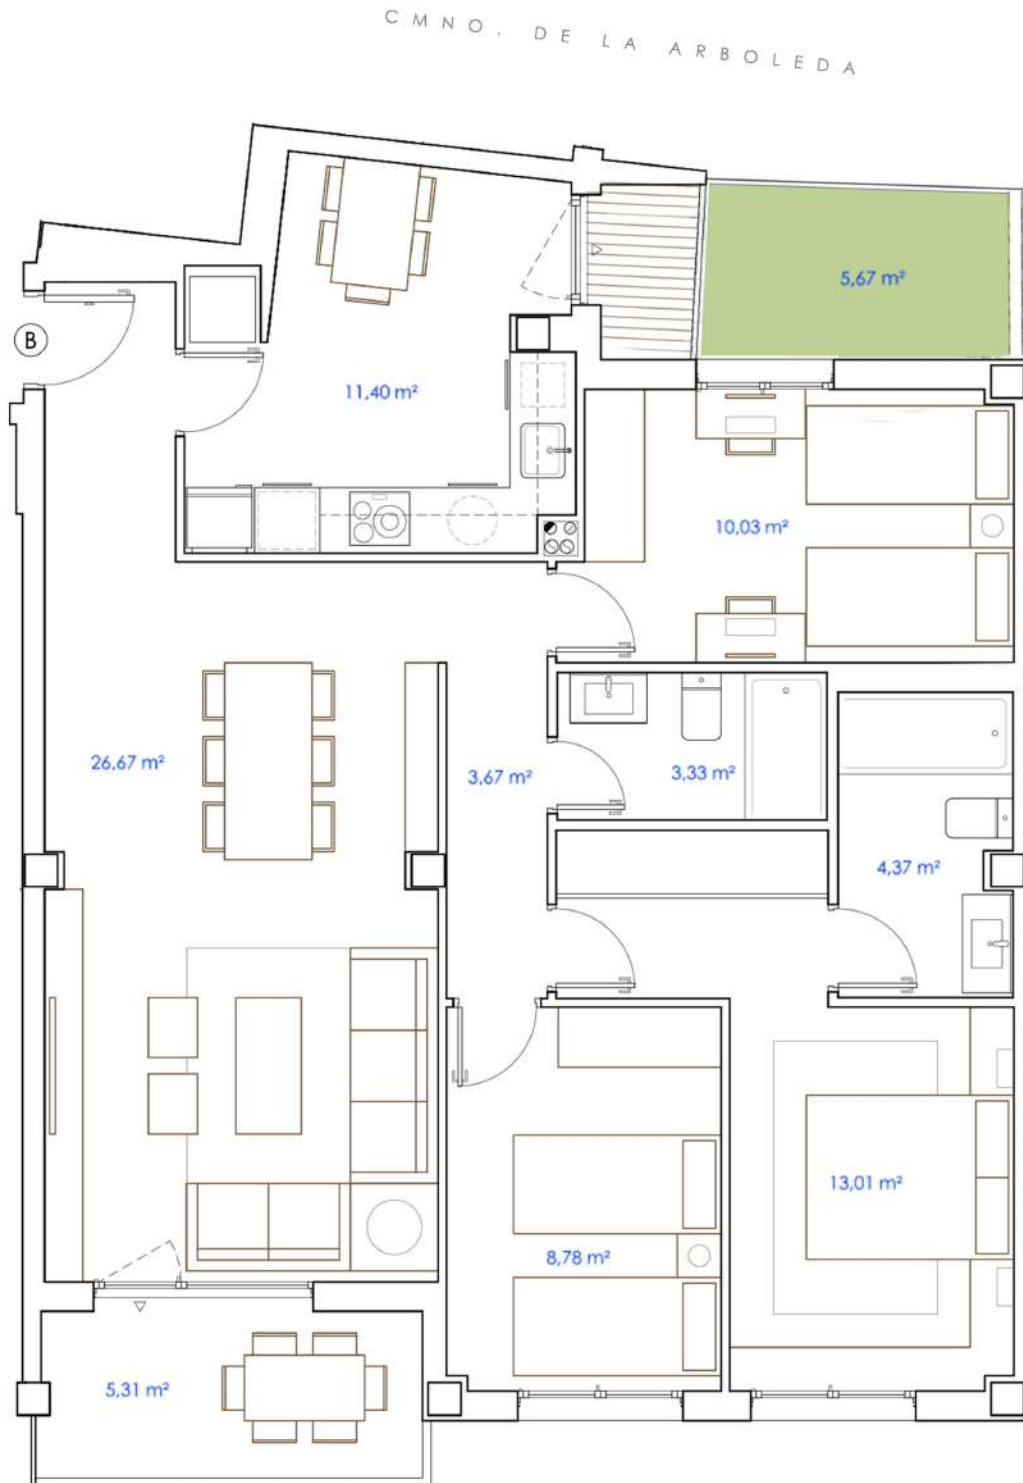 CMNO. DE LA ARBOLEDA
5,67 m²
B
11,40 m²
10,03 m²
26,67 m²
3,67 m²
3,33 m²
4,37 m²
13,01 m²
8,78 m²
5,31 m²